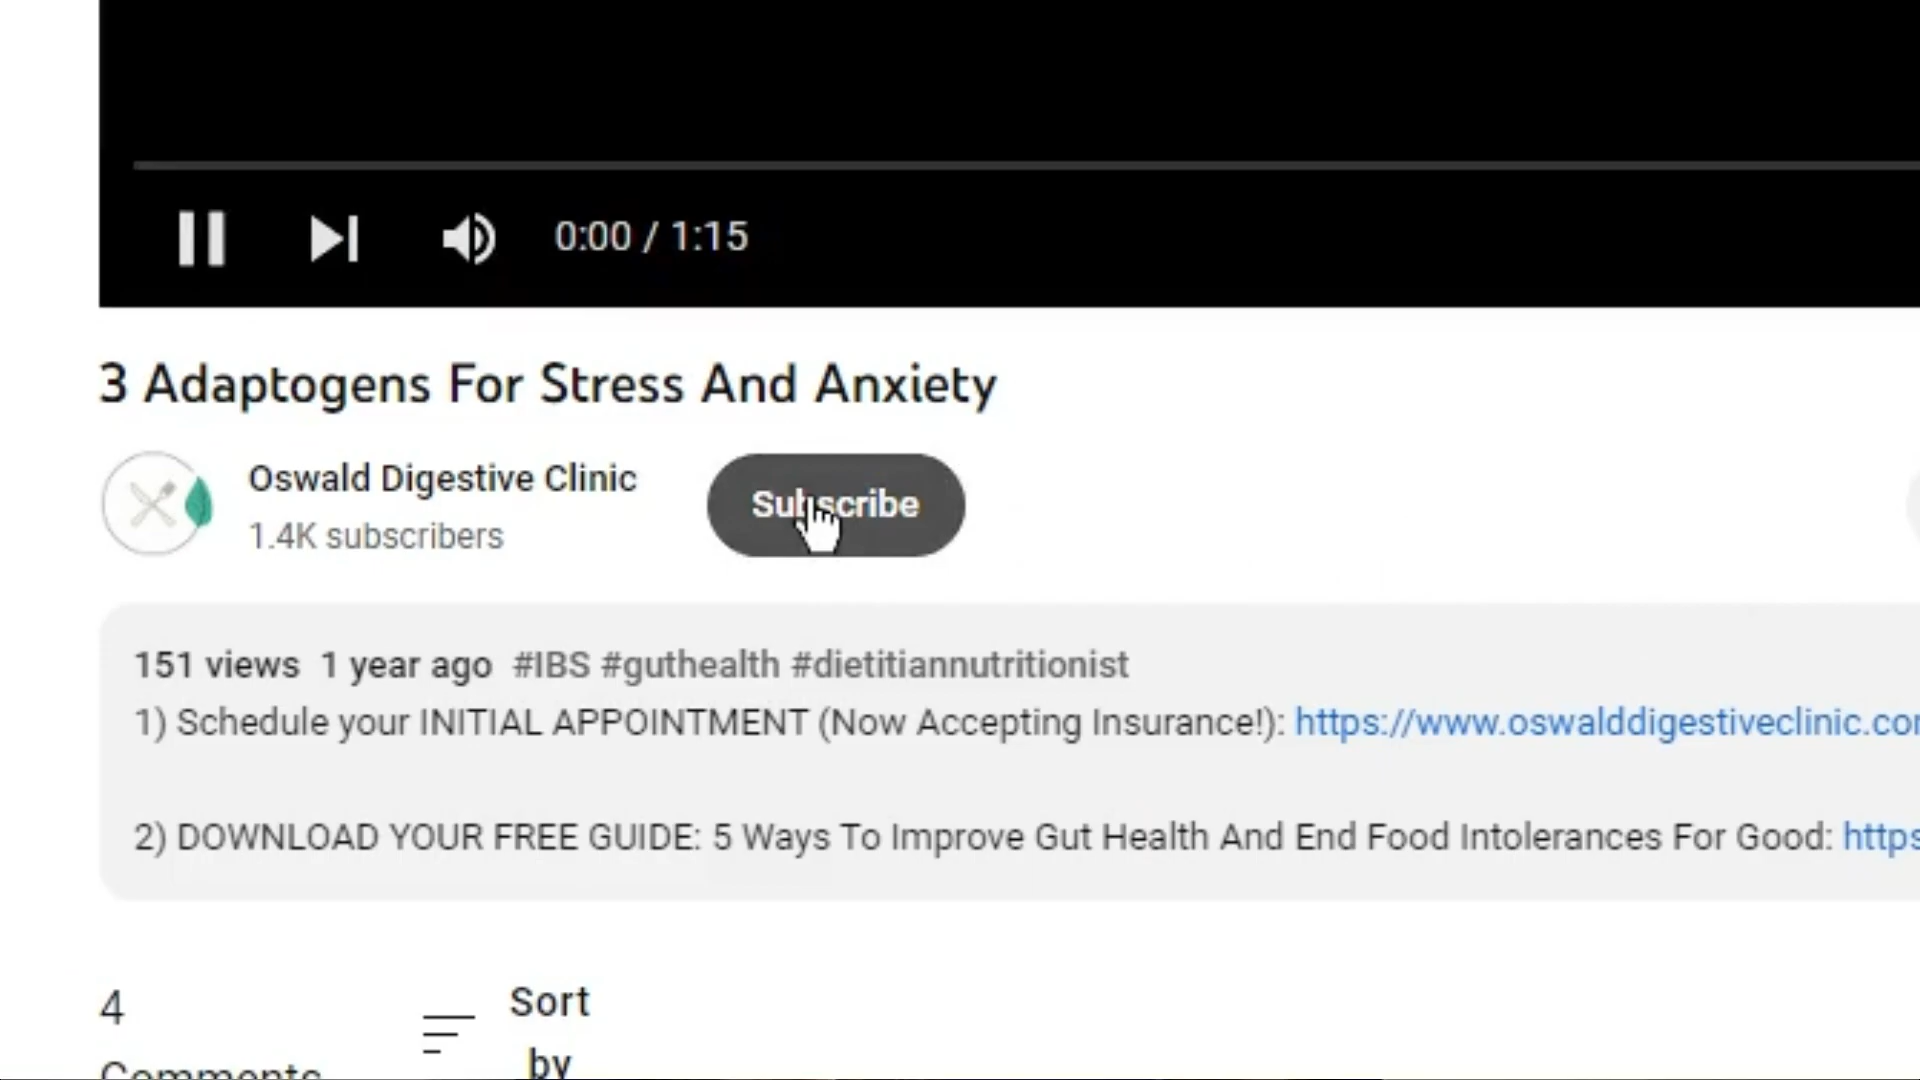 0:00 / 1:15
3 Adaptogens For Stress And Anxiety
Oswald Digestive Clinic
1.4K subscribers
Subscribe
151 views 1 year ago #IBS #guthealth #dietitiannutritionist
1) Schedule your INITIAL APPOINTMENT (Now Accepting Insurance!): https://www.oswalddigestiveclinic.co
2) DOWNLOAD YOUR FREE GUIDE: 5 Ways To Improve Gut Health And End Food Intolerances For Good: https
4
Comments
Sort
by